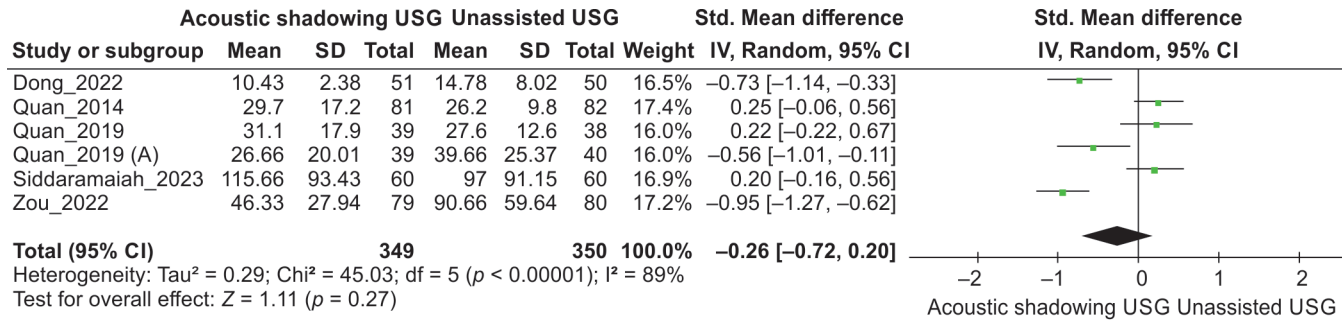 Acoustic shadowing USG Unassisted USG Std. Mean difference Std. Mean difference
Study or subgroup Mean SD Total Mean SD Total Weight IV, Random, 95% CI IV, Random, 95% CI
Dong_2022 10.43 2.38 51 14.78 8.02 50 16.5% –0.73 [–1.14, –0.33]
Quan_2014 29.7 17.2 81 26.2 9.8 82 17.4% 0.25 [–0.06, 0.56]
Quan_2019 31.1 17.9 39 27.6 12.6 38 16.0% 0.22 [–0.22, 0.67]
Quan_2019 (A) 26.66 20.01 39 39.66 25.37 40 16.0% –0.56 [–1.01, –0.11]
Siddaramaiah_2023 115.66 93.43 60 97 91.15 60 16.9% 0.20 [–0.16, 0.56]
Zou_2022 46.33 27.94 79 90.66 59.64 80 17.2% –0.95 [–1.27, –0.62]
Total (95% CI) 349 350 100.0% –0.26 [–0.72, 0.20]
Heterogeneity: Tau² = 0.29; Chi² = 45.03; df = 5 (p < 0.00001); I² = 89%
Test for overall effect: Z = 1.11 (p = 0.27)
–2 –1 0 1 2
Acoustic shadowing USG Unassisted USG